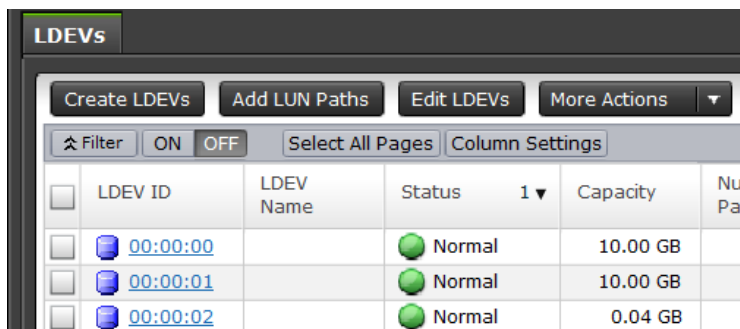 LDEVs
Create LDEVs Add LUN Paths Edit LDEVs More Actions
Filter ON OFF Select All Pages Column Settings
LDEV ID LDEV Name Status 1 Capacity Nu Pa
00:00:00 Normal 10.00 GB
00:00:01 Normal 10.00 GB
00:00:02 Normal 0.04 GB